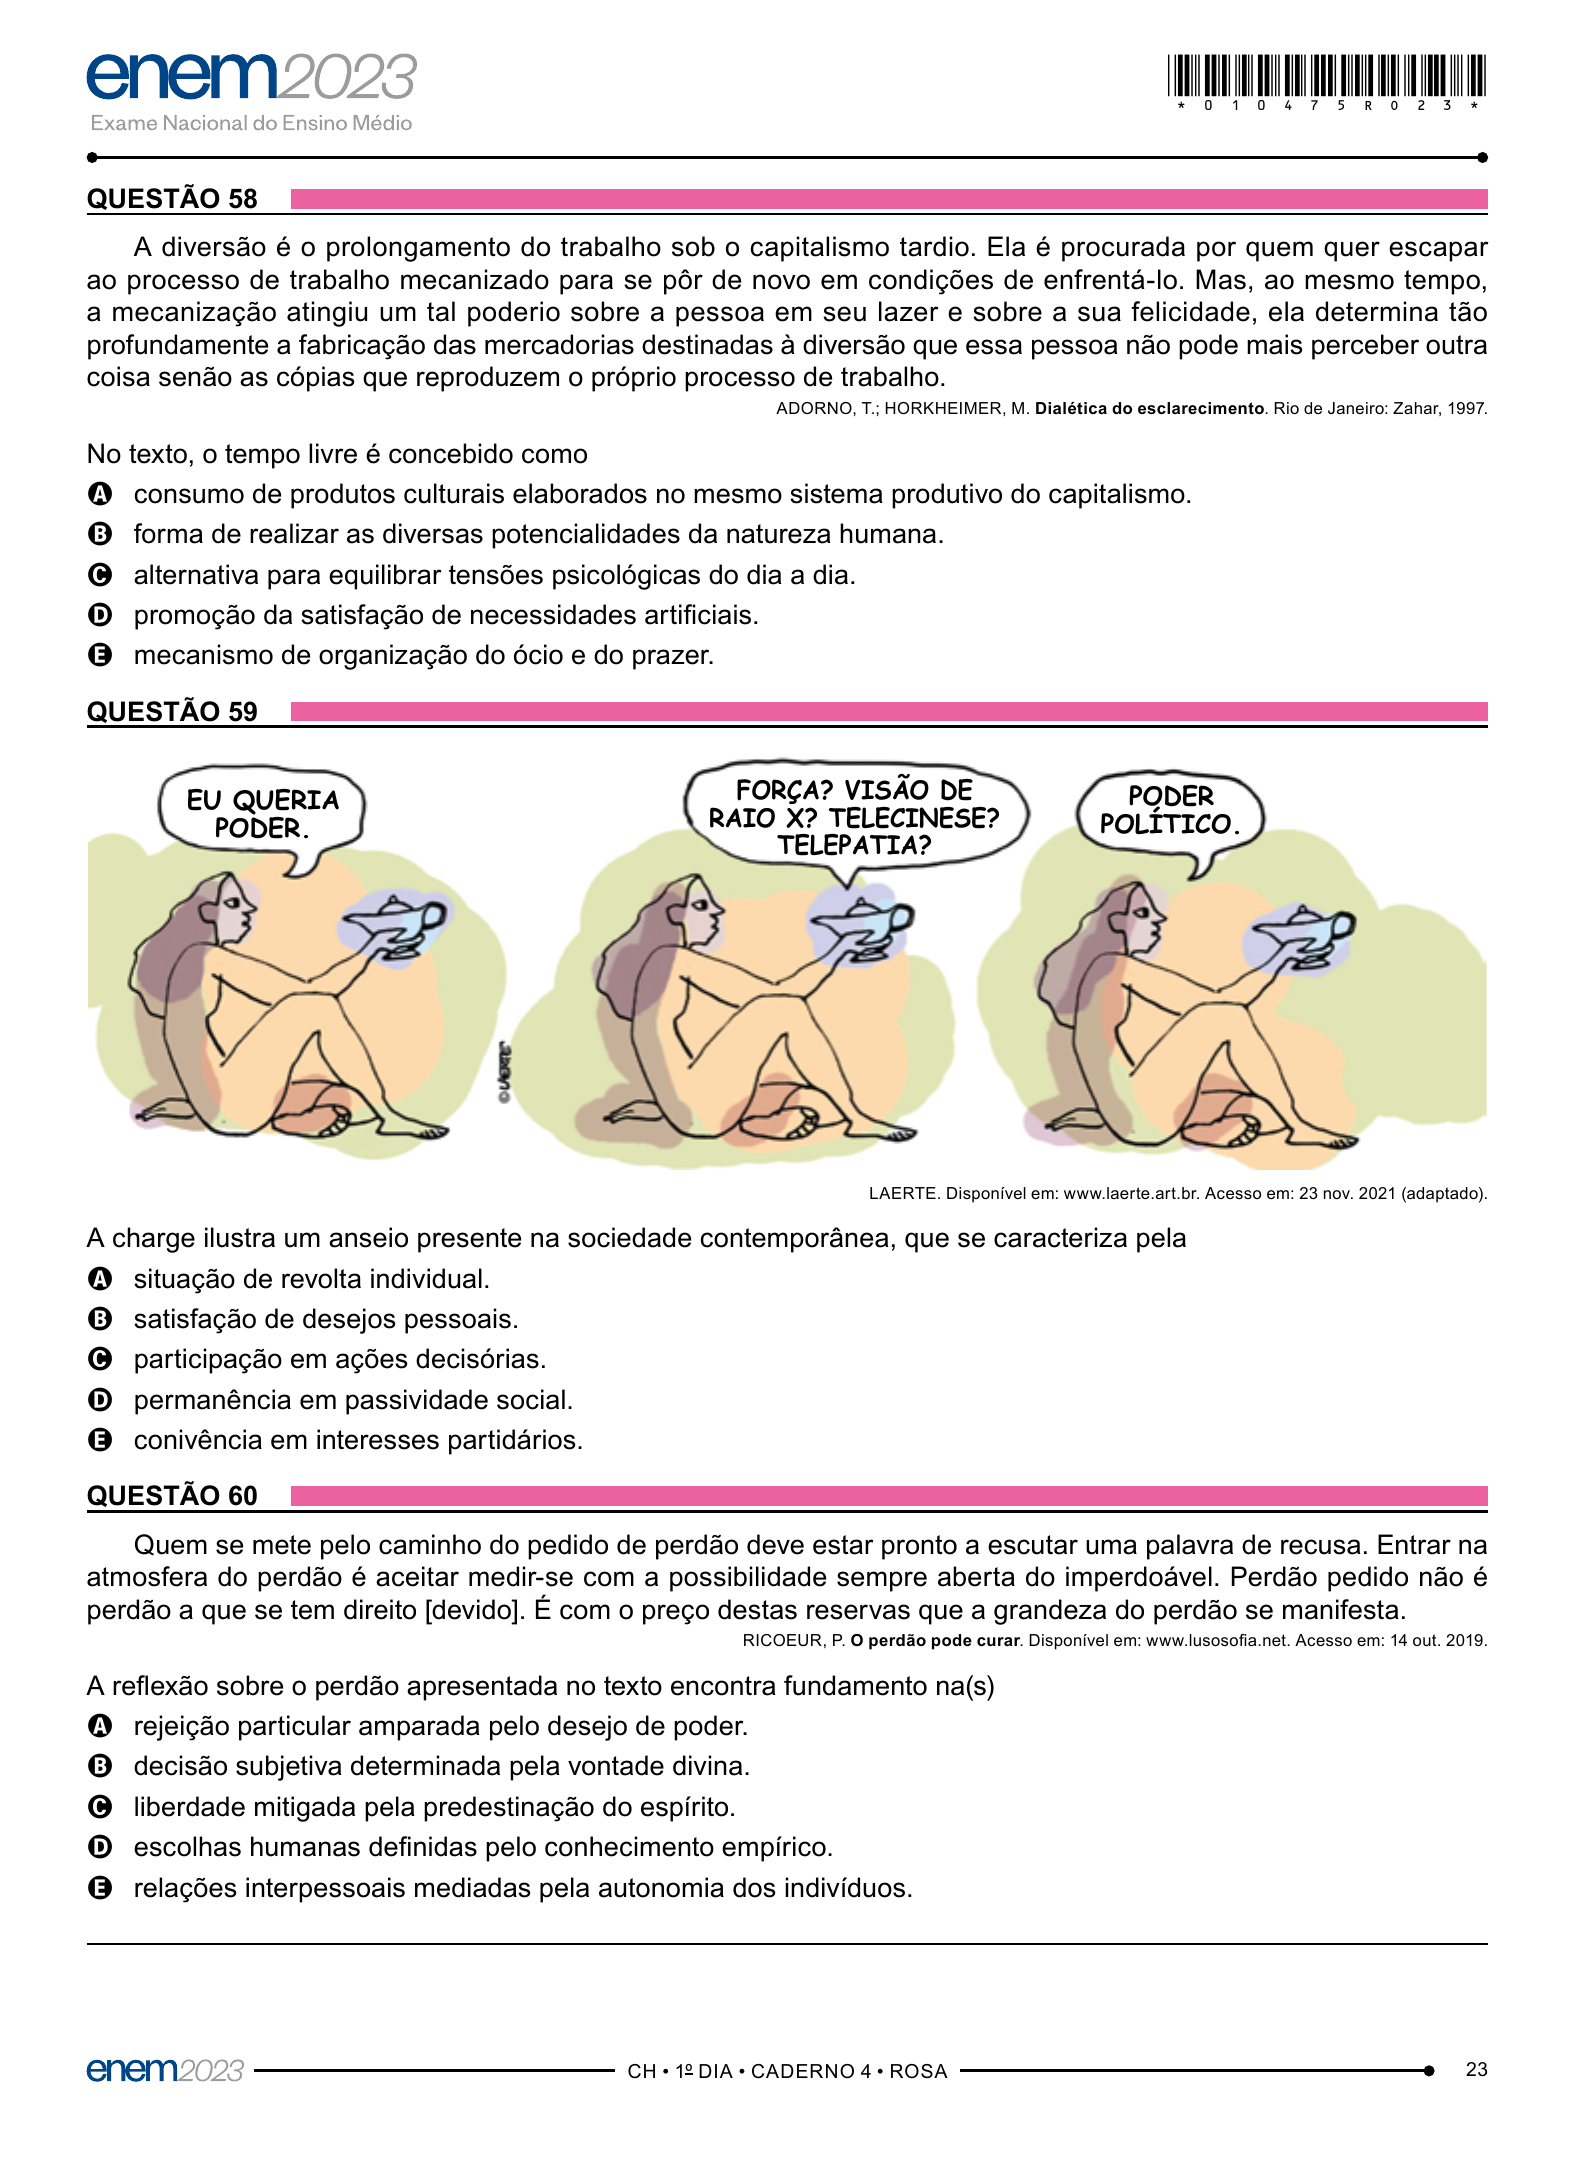 enem2023
Exame Nacional do Ensino Médio
*010475R023*
QUESTÃO 58
A diversão é o prolongamento do trabalho sob o capitalismo tardio. Ela é procurada por quem quer escapar
ao processo de trabalho mecanizado para se pôr de novo em condições de enfrentá-lo. Mas, ao mesmo tempo,
a mecanização atingiu um tal poderio sobre a pessoa em seu lazer e sobre a sua felicidade, ela determina tão
profundamente a fabricação das mercadorias destinadas à diversão que essa pessoa não pode mais perceber outra
coisa senão as cópias que reproduzem o próprio processo de trabalho.
ADORNO, T.; HORKHEIMER, M. Dialética do esclarecimento. Rio de Janeiro: Zahar, 1997.
No texto, o tempo livre é concebido como
A consumo de produtos culturais elaborados no mesmo sistema produtivo do capitalismo.
B forma de realizar as diversas potencialidades da natureza humana.
C alternativa para equilibrar tensões psicológicas do dia a dia.
D promoção da satisfação de necessidades artificiais.
E mecanismo de organização do ócio e do prazer.
QUESTÃO 59
EU QUERIA
PODER.
FORÇA? VISÃO DE
RAIO X? TELECINESE?
TELEPATIA?
PODER
POLÍTICO.
©LAERTE
LAERTE. Disponível em: www.laerte.art.br. Acesso em: 23 nov. 2021 (adaptado).
A charge ilustra um anseio presente na sociedade contemporânea, que se caracteriza pela
A situação de revolta individual.
B satisfação de desejos pessoais.
C participação em ações decisórias.
D permanência em passividade social.
E conivência em interesses partidários.
QUESTÃO 60
Quem se mete pelo caminho do pedido de perdão deve estar pronto a escutar uma palavra de recusa. Entrar na
atmosfera do perdão é aceitar medir-se com a possibilidade sempre aberta do imperdoável. Perdão pedido não é
perdão a que se tem direito [devido]. É com o preço destas reservas que a grandeza do perdão se manifesta.
RICOEUR, P. O perdão pode curar. Disponível em: www.lusosofia.net. Acesso em: 14 out. 2019.
A reflexão sobre o perdão apresentada no texto encontra fundamento na(s)
A rejeição particular amparada pelo desejo de poder.
B decisão subjetiva determinada pela vontade divina.
C liberdade mitigada pela predestinação do espírito.
D escolhas humanas definidas pelo conhecimento empírico.
E relações interpessoais mediadas pela autonomia dos indivíduos.
enem2023
CH • 1º DIA • CADERNO 4 • ROSA
23